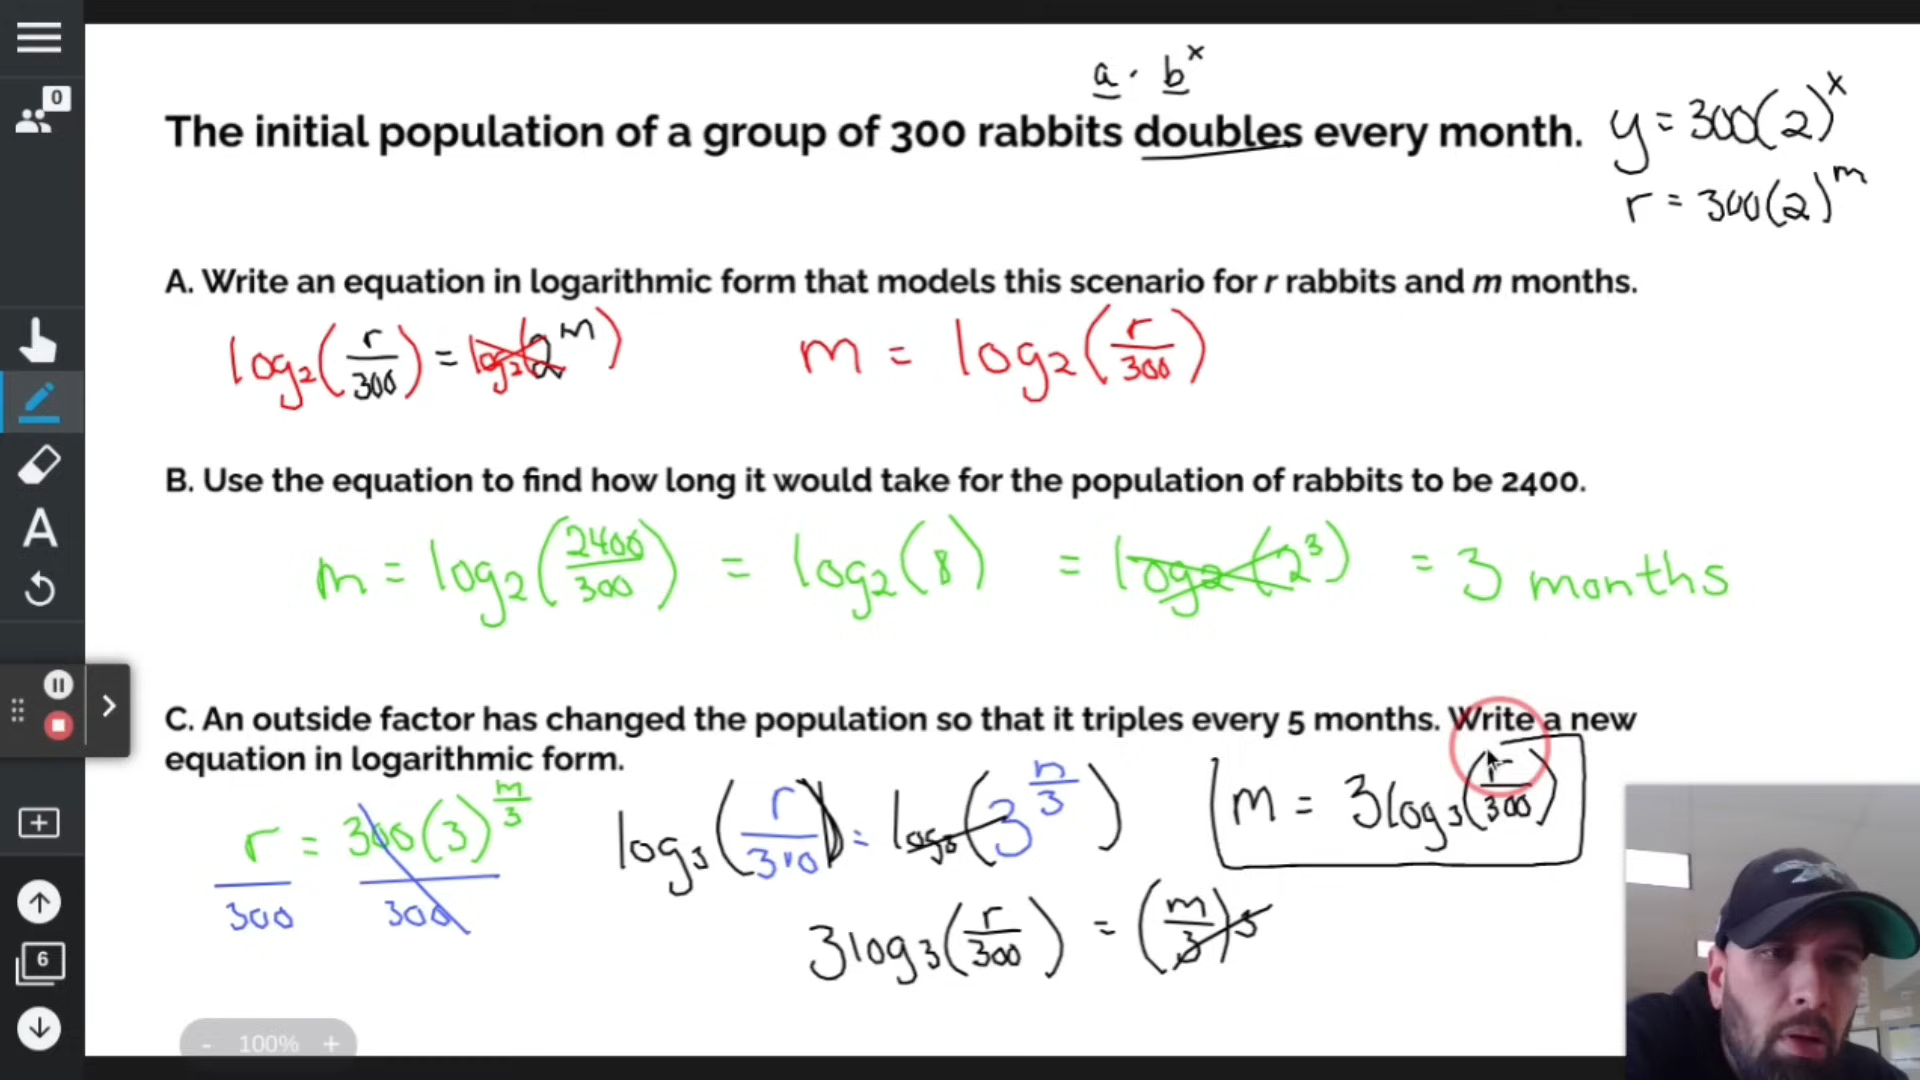 0
a · b^x
The initial population of a group of 300 rabbits doubles every month.
y = 300(2)^x
r = 300(2)^m
A. Write an equation in logarithmic form that models this scenario for r rabbits and m months.
log₂(r/300) = log₂(2^m)
m = log₂(r/300)
B. Use the equation to find how long it would take for the population of rabbits to be 2400.
m = log₂(2400/300) = log₂(8) = log₂(2³) = 3 months
C. An outside factor has changed the population so that it triples every 5 months. Write a new
equation in logarithmic form.
r = 300(3)^(m/3)
300 300
log₃(r/300) = log₃(3^(m/3))
m = 3log₃(r/300)
3log₃(r/300) = (m/3)3
A
6
- 100% +